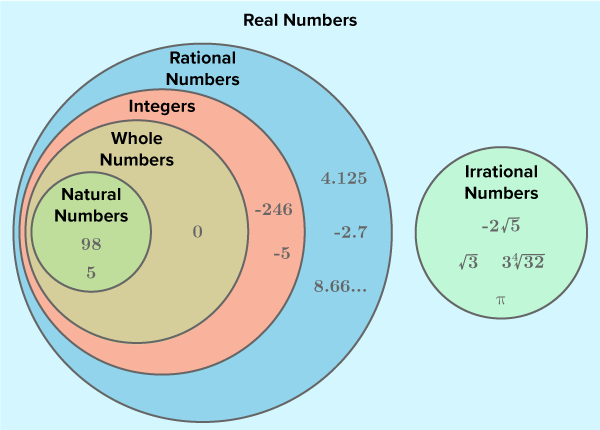 Real Numbers
Rational
Numbers
Integers
Whole
Numbers
Natural
Numbers
98
5
0
-246
-5
4.125
-2.7
8.66...
Irrational
Numbers
-2√5
√3 3∜32
π